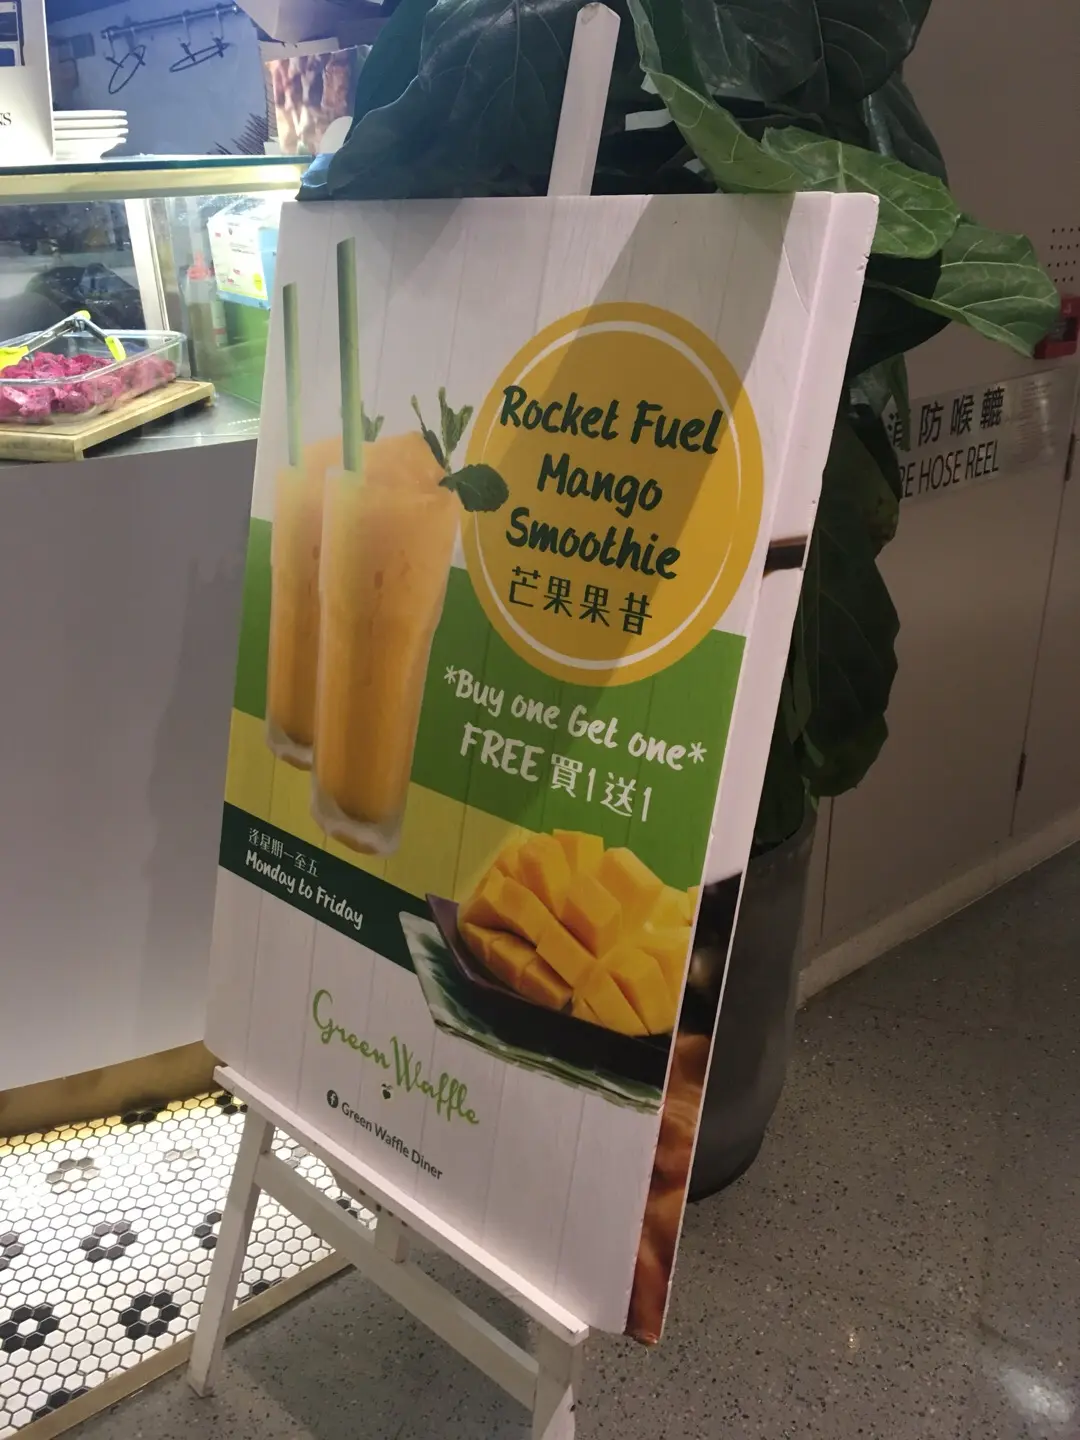 Rocket Fuel
Mango
Smoothie
芒果果昔
*Buy one Get one*
FREE 買1送1
逢星期一至五
Monday to Friday
Green Waffle
Green Waffle Diner
消防喉轆
RE HOSE REEL